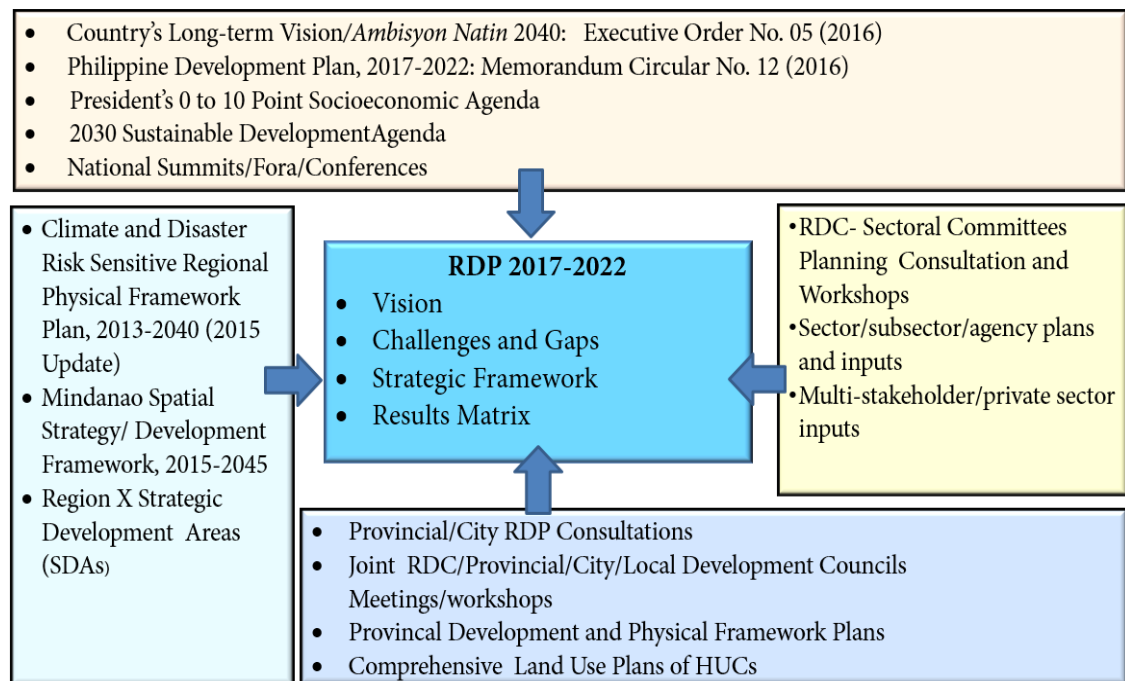 • Country's Long-term Vision/Ambisyon Natin 2040: Executive Order No. 05 (2016)
• Philippine Development Plan, 2017-2022: Memorandum Circular No. 12 (2016)
• President's 0 to 10 Point Socioeconomic Agenda
• 2030 Sustainable DevelopmentAgenda
• National Summits/Fora/Conferences
• Climate and Disaster
Risk Sensitive Regional
Physical Framework
Plan, 2013-2040 (2015
Update)
• Mindanao Spatial
Strategy/ Development
Framework, 2015-2045
• Region X Strategic
Development Areas
(SDAs)
RDP 2017-2022
• Vision
• Challenges and Gaps
• Strategic Framework
• Results Matrix
•RDC- Sectoral Committees
Planning Consultation and
Workshops
•Sector/subsector/agency plans
and inputs
•Multi-stakeholder/private sector
inputs
• Provincial/City RDP Consultations
• Joint RDC/Provincial/City/Local Development Councils
Meetings/workshops
• Provincal Development and Physical Framework Plans
• Comprehensive Land Use Plans of HUCs